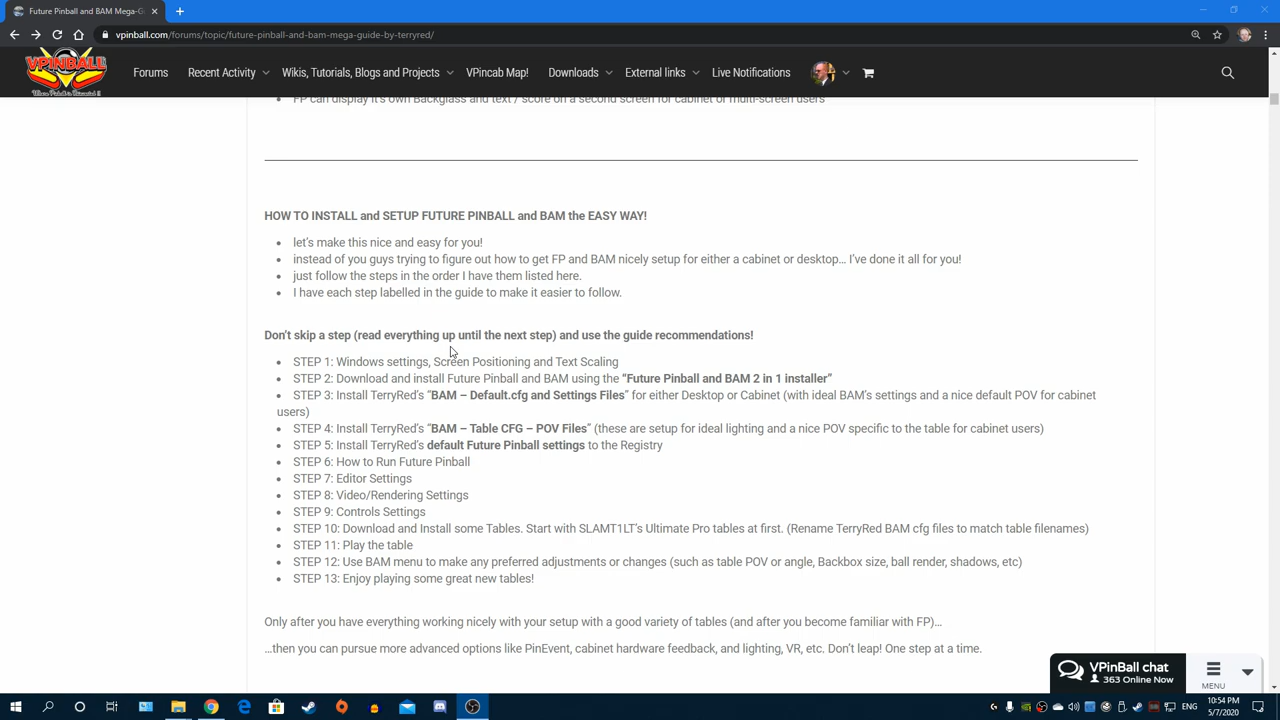 Future Pinball and BAM Mega-G
vpinball.com/forums/topic/future-pinball-and-bam-mega-guide-by-terryred/
VPINBALL
Forums
Recent Activity
Wikis, Tutorials, Blogs and Projects
VPincab Map!
Downloads
External links
Live Notifications
FP can display it's own Backglass and text / score on a second screen for cabinet or multi-screen users
HOW TO INSTALL and SETUP FUTURE PINBALL and BAM the EASY WAY!
let's make this nice and easy for you!
instead of you guys trying to figure out how to get FP and BAM nicely setup for either a cabinet or desktop… I've done it all for you!
just follow the steps in the order I have them listed here.
I have each step labelled in the guide to make it easier to follow.
Don't skip a step (read everything up until the next step) and use the guide recommendations!
STEP 1: Windows settings, Screen Positioning and Text Scaling
STEP 2: Download and install Future Pinball and BAM using the “Future Pinball and BAM 2 in 1 installer”
STEP 3: Install TerryRed's “BAM – Default.cfg and Settings Files” for either Desktop or Cabinet (with ideal BAM's settings and a nice default POV for cabinet
users)
STEP 4: Install TerryRed's “BAM – Table CFG – POV Files” (these are setup for ideal lighting and a nice POV specific to the table for cabinet users)
STEP 5: Install TerryRed's default Future Pinball settings to the Registry
STEP 6: How to Run Future Pinball
STEP 7: Editor Settings
STEP 8: Video/Rendering Settings
STEP 9: Controls Settings
STEP 10: Download and Install some Tables. Start with SLAMT1LT's Ultimate Pro tables at first. (Rename TerryRed BAM cfg files to match table filenames)
STEP 11: Play the table
STEP 12: Use BAM menu to make any preferred adjustments or changes (such as table POV or angle, Backbox size, ball render, shadows, etc)
STEP 13: Enjoy playing some great new tables!
Only after you have everything working nicely with your setup with a good variety of tables (and after you become familiar with FP)…
…then you can pursue more advanced options like PinEvent, cabinet hardware feedback, and lighting, VR, etc. Don't leap! One step at a time.
VPinBall chat
363 Online Now
MENU
ENG
10:54 PM
5/7/2020